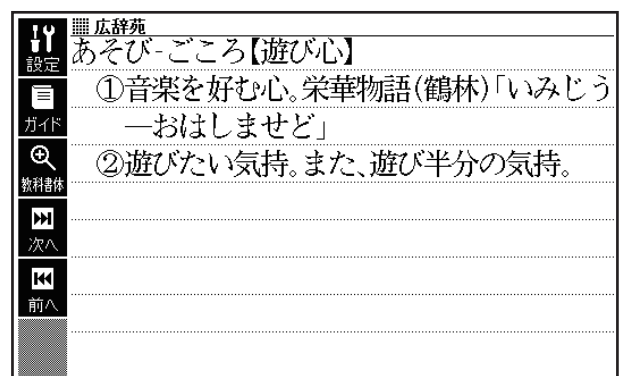 広辞苑
あそび‐ごころ【遊び心】
①音楽を好む心。栄華物語(鶴林)「いみじう
―おはしませど」
②遊びたい気持。また、遊び半分の気持。
設定
ガイド
教科書体
次へ
前へ